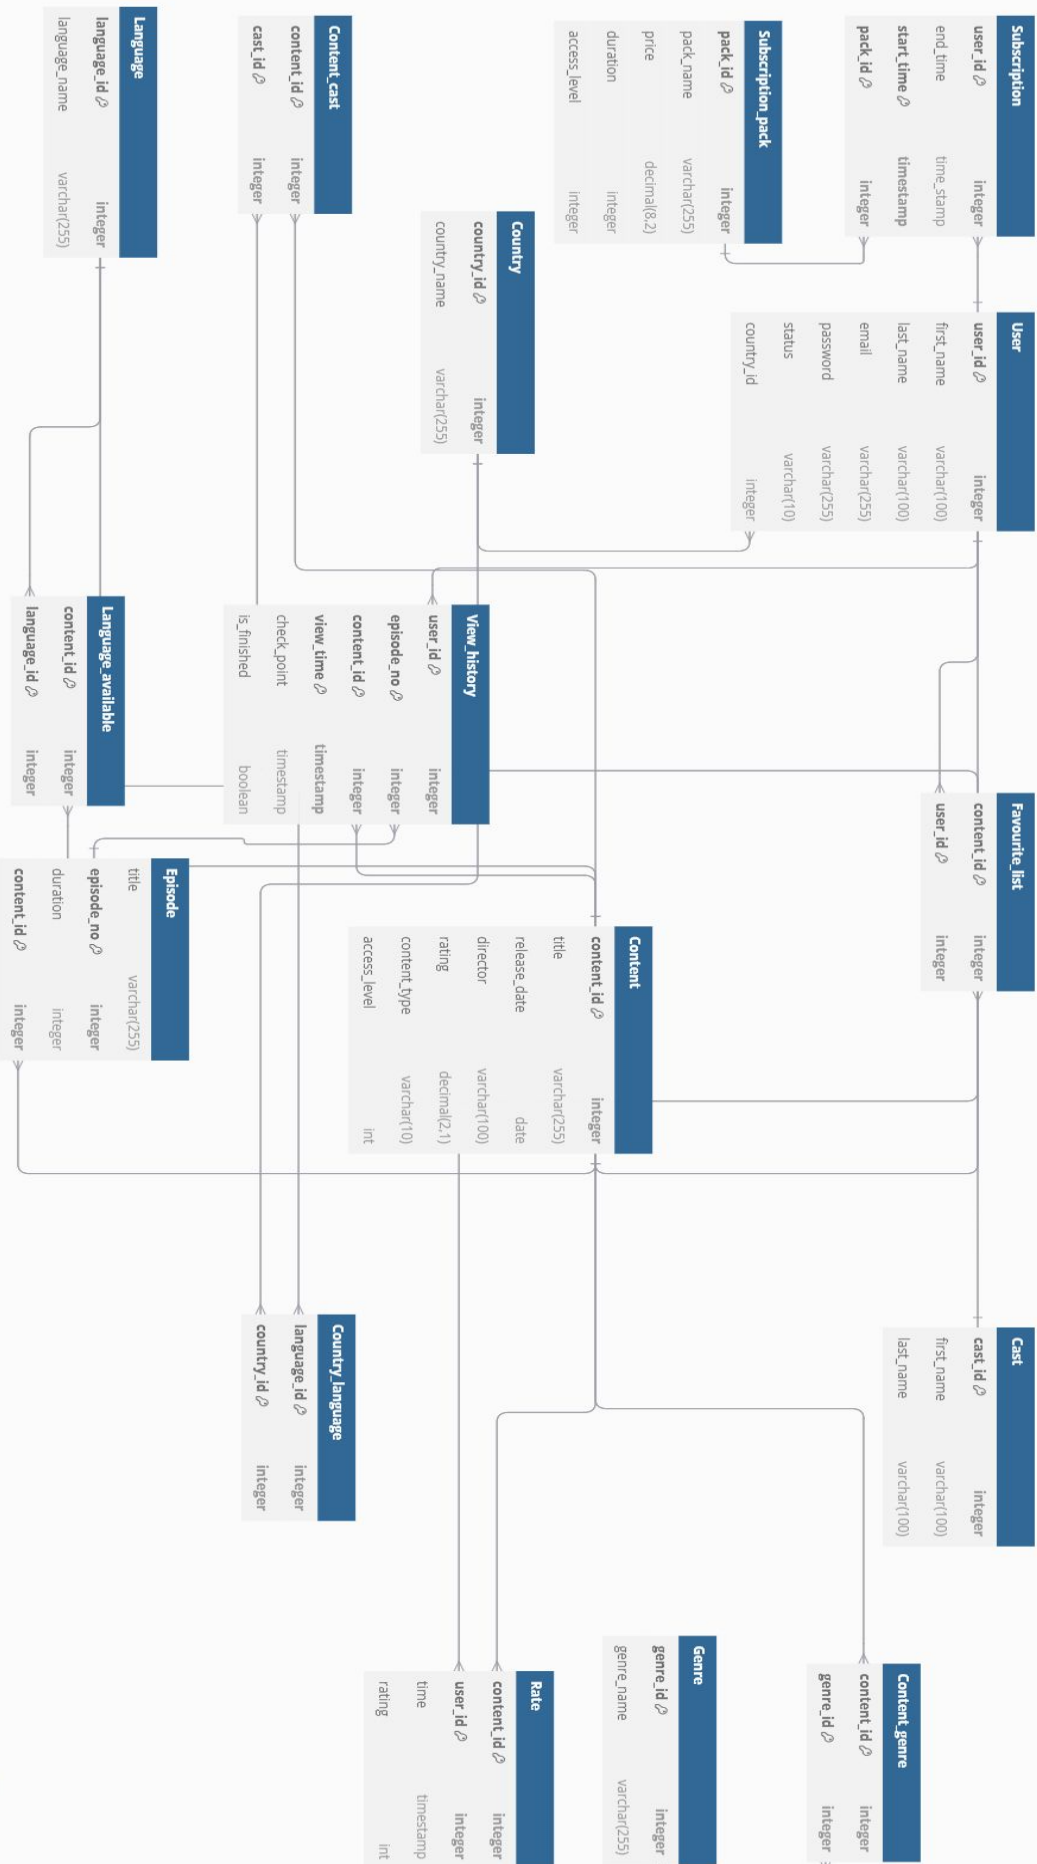 Subscription
user_id integer
end_time time_stamp
start_time timestamp
pack_id integer
User
user_id integer
first_name varchar(100)
last_name varchar(100)
email varchar(255)
password varchar(255)
status varchar(10)
country_id integer
Favourite_list
content_id integer
user_id integer
Cast
cast_id integer
first_name varchar(100)
last_name varchar(100)
Content_genre
content_id integer
genre_id integer
Subscription_pack
pack_id integer
pack_name varchar(255)
price decimal(8,2)
duration integer
access_level integer
Genre
genre_id integer
genre_name varchar(255)
Content
content_id integer
title varchar(255)
release_date date
director varchar(100)
rating decimal(2,1)
content_type varchar(10)
access_level int
Rate
content_id integer
user_id integer
time timestamp
rating int
Country
country_id integer
country_name varchar(255)
View_history
user_id integer
episode_no integer
content_id integer
view_time timestamp
check_point timestamp
is_finished boolean
Content_cast
content_id integer
cast_id integer
Country_language
language_id integer
country_id integer
Language
language_id integer
language_name varchar(255)
Language_available
content_id integer
language_id integer
Episode
title varchar(255)
episode_no integer
duration integer
content_id integer